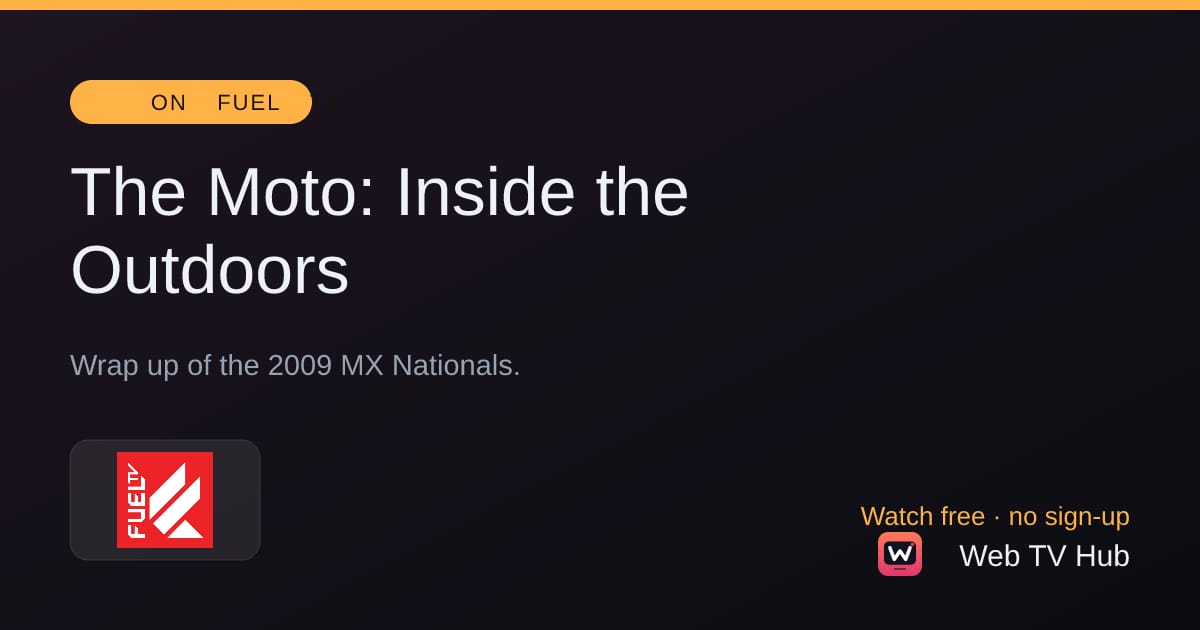 ON FUEL
The Moto: Inside the
Outdoors
Wrap up of the 2009 MX Nationals.
FUEL TV
Watch free · no sign-up
W
Web TV Hub